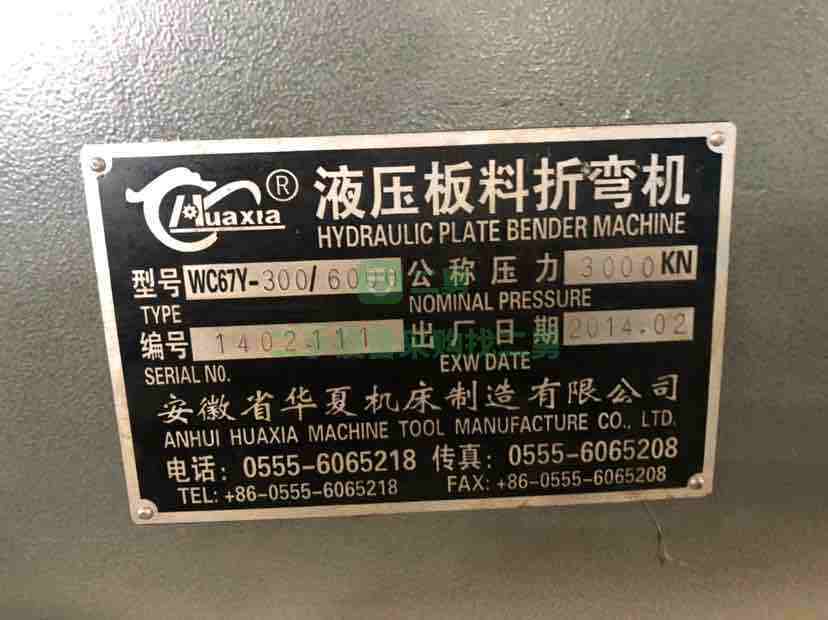 Huaxia® 液压板料折弯机
HYDRAULIC PLATE BENDER MACHINE
型号 WC67Y-300/6000 公称压力 3000KN
TYPE NOMINAL PRESSURE
编号 1402111 出厂日期 2014.02
SERIAL NO. EXW DATE
安徽省华夏机床制造有限公司
ANHUI HUAXIA MACHINE TOOL MANUFACTURE CO., LTD.
电话: 0555-6065218 传真: 0555-6065208
TEL: +86-0555-6065218 FAX: +86-0555-6065208